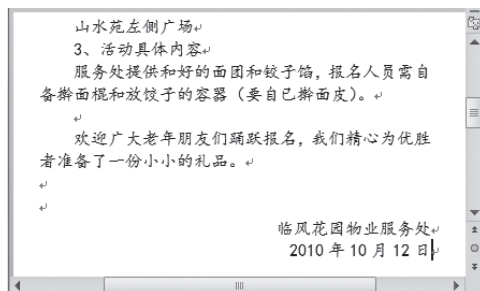 山水苑左侧广场
3、活动具体内容
服务处提供和好的面团和饺子馅，报名人员需自
备擀面棍和放饺子的容器（要自已擀面皮）。
欢迎广大老年朋友们踊跃报名，我们精心为优胜
者准备了一份小小的礼品。
临风花园物业服务处
2010 年 10 月 12 日